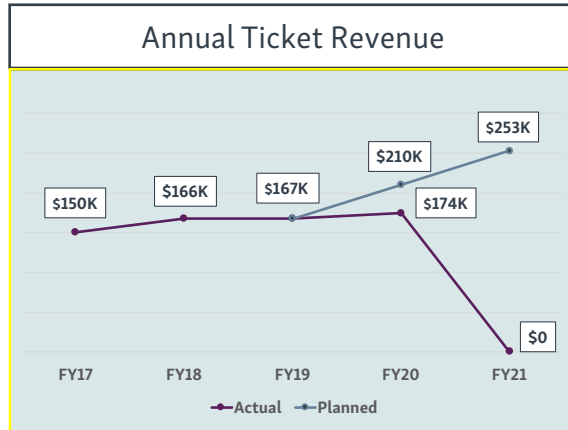 Annual Ticket Revenue
$253K
$210K
$150K $166K $167K $174K
$0
FY17 FY18 FY19 FY20 FY21
Actual Planned